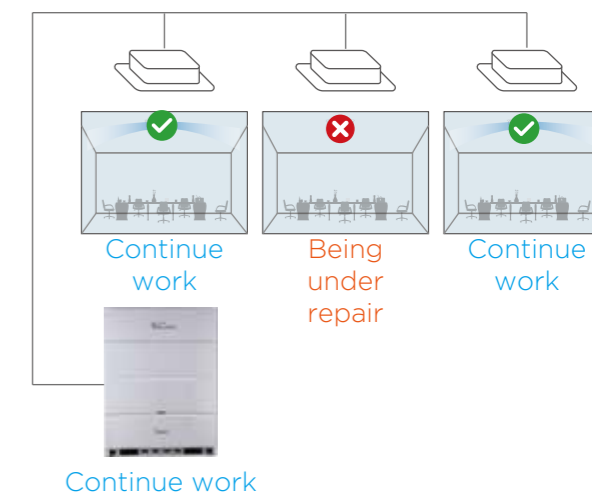 Continue
work
Being
under
repair
Continue
work
Continue work